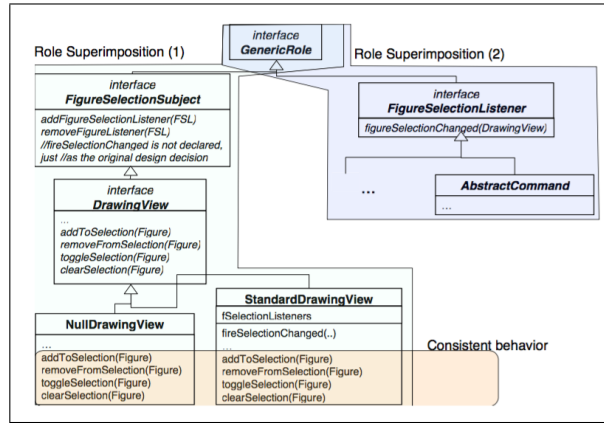 interface
GenericRole
Role Superimposition (1)
Role Superimposition (2)
interface
FigureSelectionSubject
addFigureSelectionListener(FSL)
removeFigureListener(FSL)
//fireSelectionChanged is not declared,
just //as the original design decision
interface
FigureSelectionListener
figureSelectionChanged(DrawingView)
...
AbstractCommand
...
interface
DrawingView
...
addToSelection(Figure)
removeFromSelection(Figure)
toggleSelection(Figure)
clearSelection(Figure)
NullDrawingView
...
addToSelection(Figure)
removeFromSelection(Figure)
toggleSelection(Figure)
clearSelection(Figure)
StandardDrawingView
fSelectionListeners
fireSelectionChanged(..)
...
addToSelection(Figure)
removeFromSelection(Figure)
toggleSelection(Figure)
clearSelection(Figure)
Consistent behavior